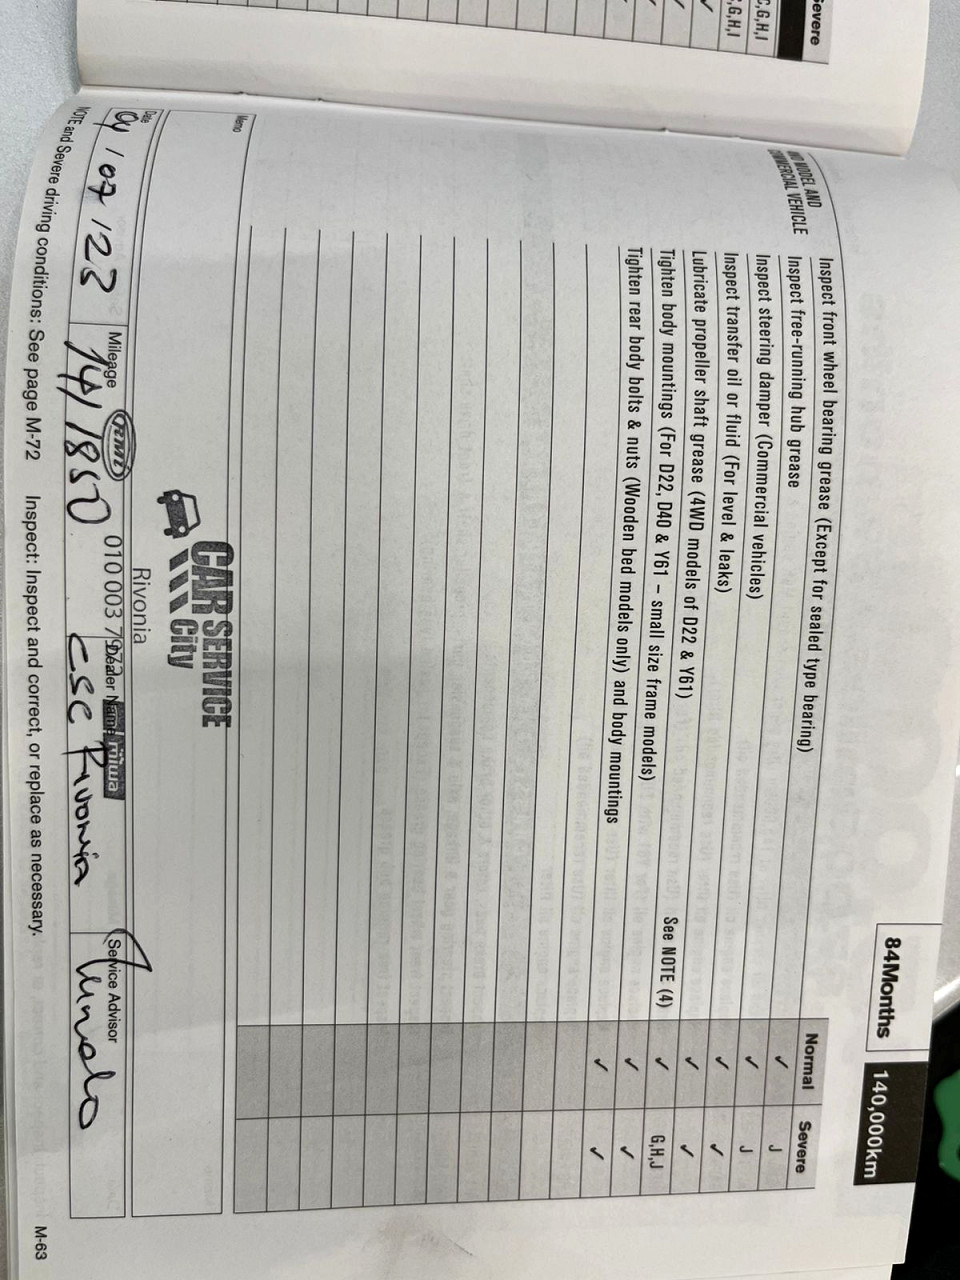 84Months 140,000km
4WD MODEL AND
COMMERCIAL VEHICLE
Normal Severe
Inspect front wheel bearing grease (Except for sealed type bearing) ✓ J
Inspect free-running hub grease ✓ J
Inspect steering damper (Commercial vehicles) ✓ ✓
Inspect transfer oil or fluid (For level & leaks) ✓ ✓
Lubricate propeller shaft grease (4WD models of D22 & Y61) See NOTE (4) ✓ G,H,J
Tighten body mountings (For D22, D40 & Y61 – small size frame models) ✓ ✓
Tighten rear body bolts & nuts (Wooden bed models only) and body mountings ✓ ✓
Memo
CAR SERVICE
City
Rivonia
RMI 010 003 miwa
Date Mileage Dealer Name Service Advisor
04/07/23 141850 CSC Rivonia
NOTE and Severe driving conditions: See page M-72 Inspect: Inspect and correct, or replace as necessary.
M-63
Severe
C,G,H,I
,G,H,I